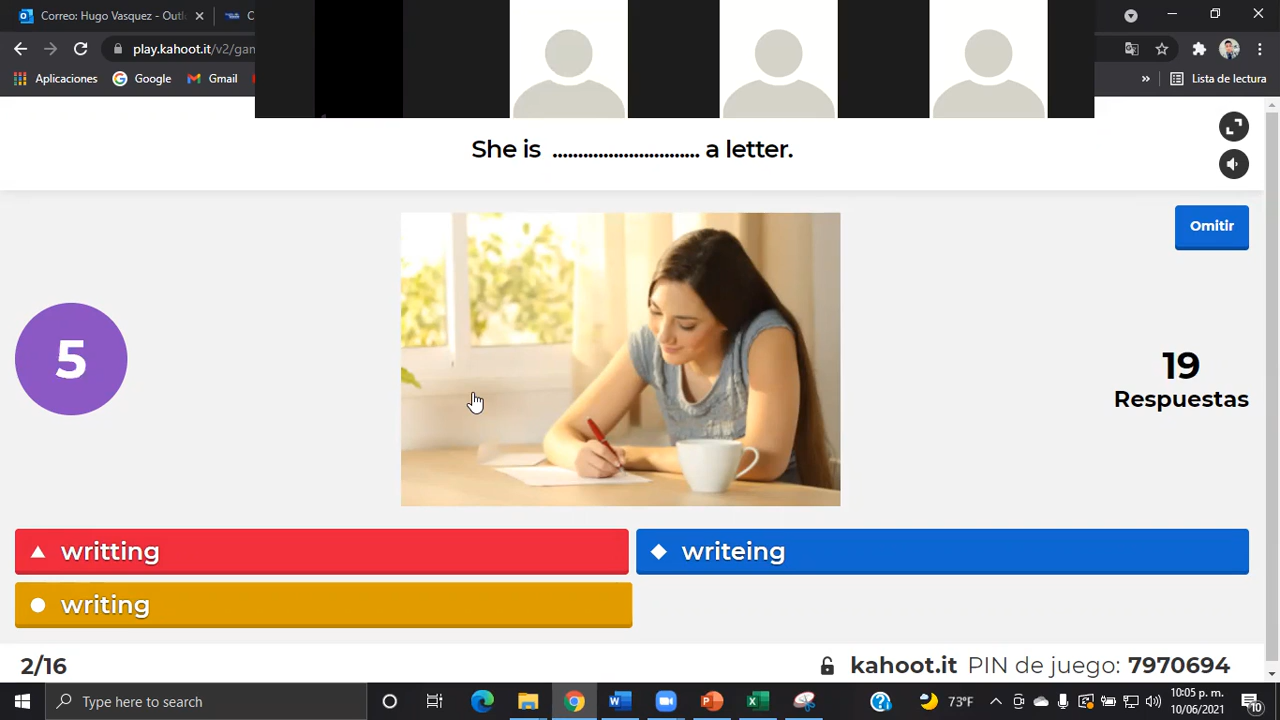 Correo: Hugo Vasquez - Outl
play.kahoot.it/v2/gan
Aplicaciones
Google
Gmail
»
Lista de lectura
She is ............................ a letter.
Omitir
5
19
Respuestas
writting
writeing
writing
2/16
kahoot.it PIN de juego: 7970694
Type here to search
73°F
10:05 p. m.
10/06/2021
10